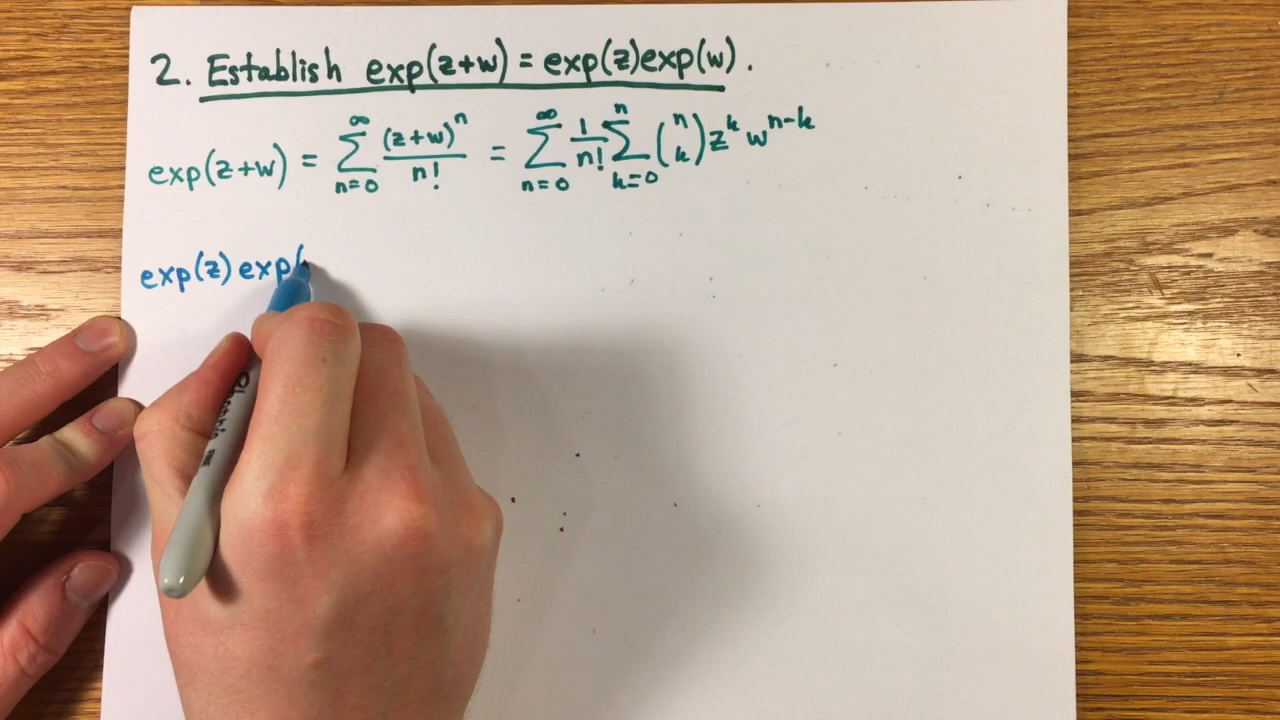 2. Establish exp(z+w) = exp(z)exp(w).
exp(z+w) = ∑_{n=0}^{∞} (z+w)^n / n! = ∑_{n=0}^{∞} 1/n! ∑_{k=0}^{n} (n k) z^k w^{n-k}
exp(z) exp(